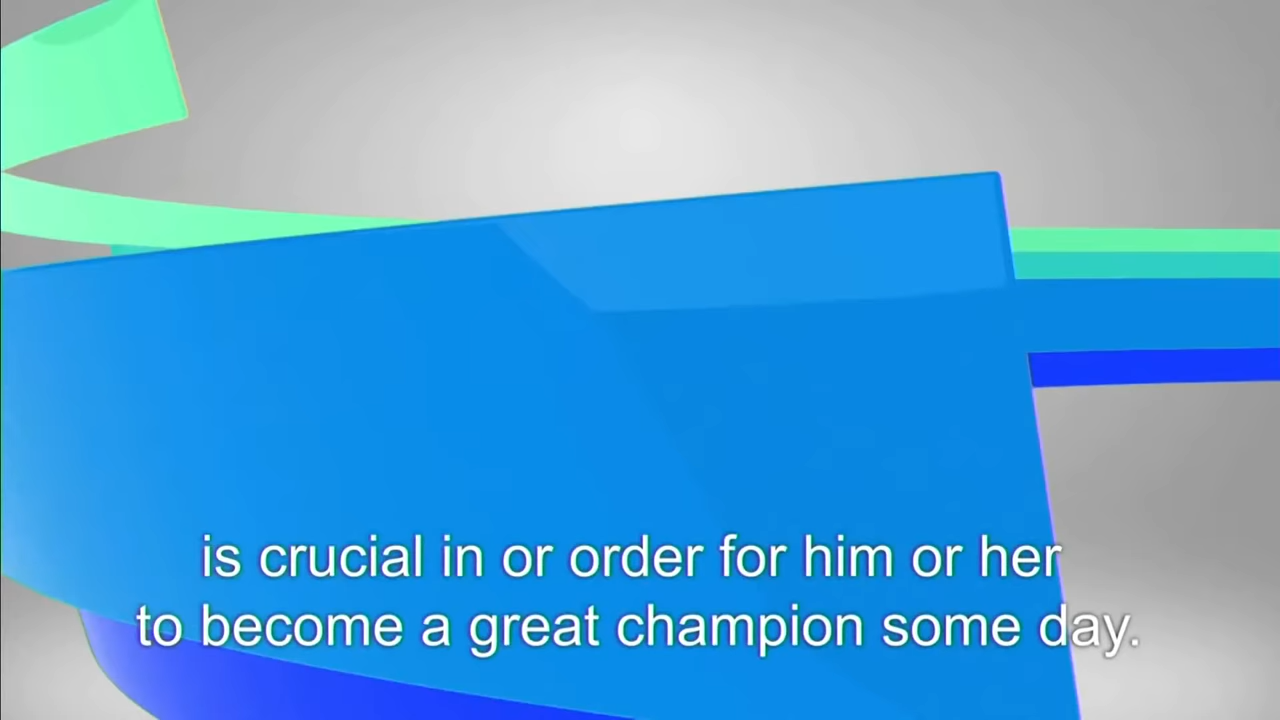 is crucial in or order for him or her
to become a great champion some day.